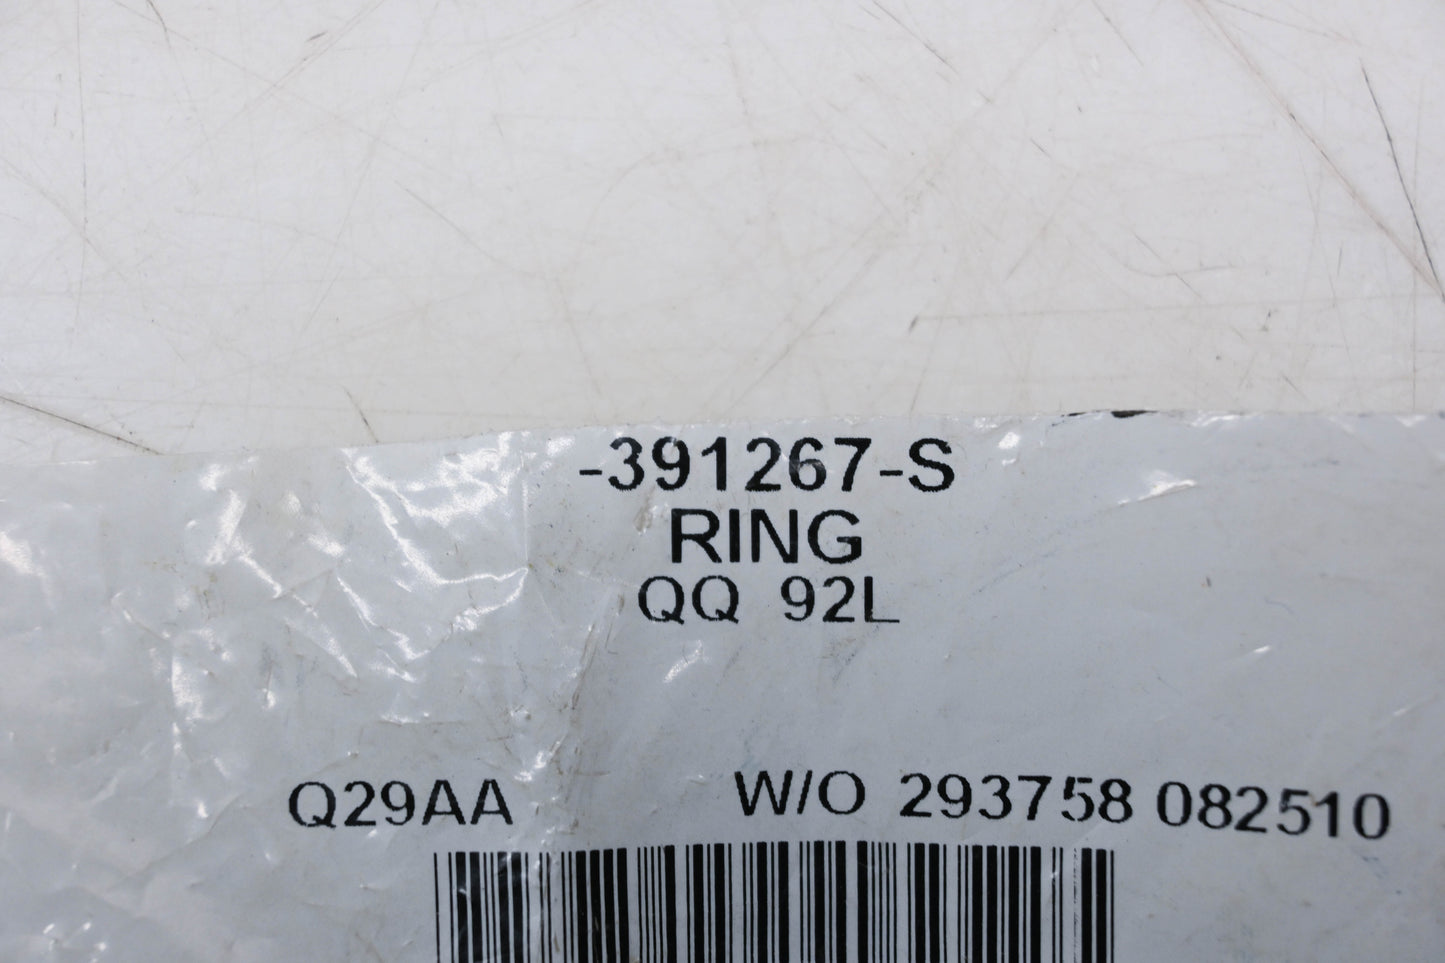 -391267-S
RING
QQ 92L
Q29AA W/O 293758 082510